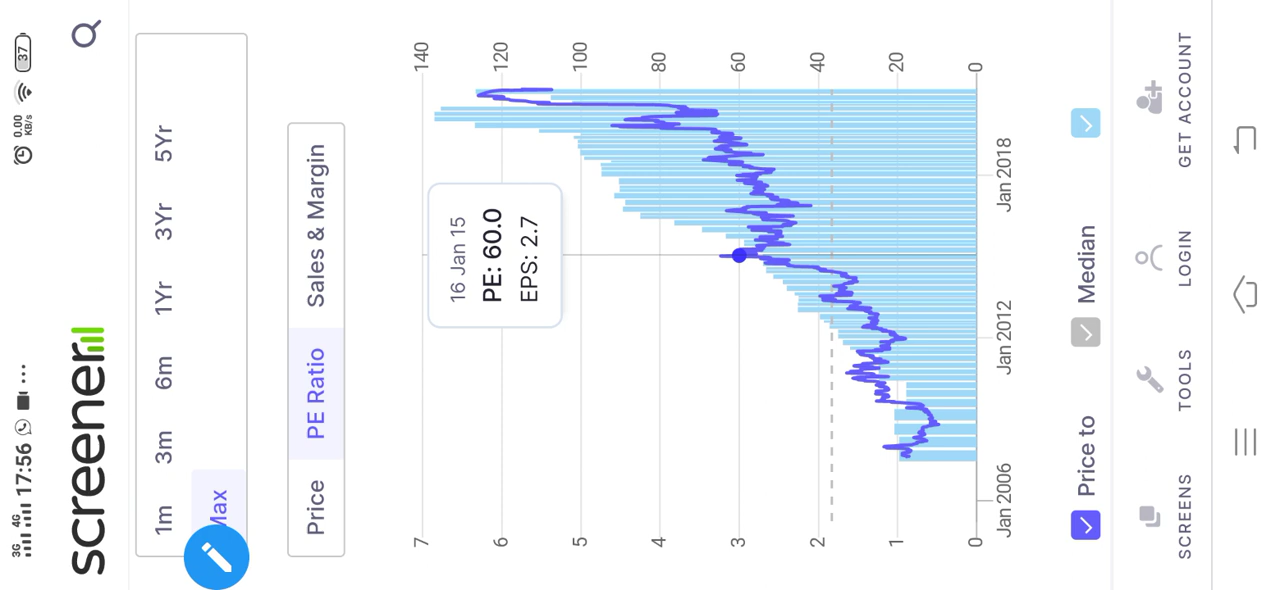 3G 4G 17:56 ... 0.00 KB/s 37
screener
1m 3m 6m 1Yr 3Yr 5Yr
Max
Price PE Ratio Sales & Margin
7 140
6 120
5 100
4 80
3 60
2 40
1 20
0 0
16 Jan 15
PE: 60.0
EPS: 2.7
Jan 2006 Jan 2012 Jan 2018
Price to Median
SCREENS TOOLS LOGIN GET ACCOUNT